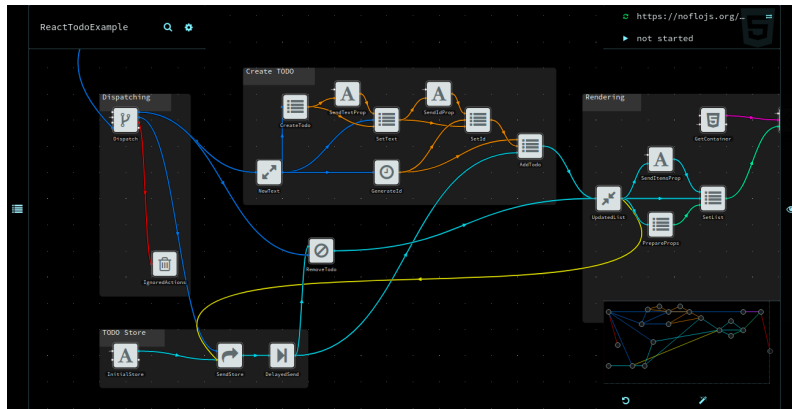 ReactTodoExample
https://noflojs.org/…
not started
Create TODO
Dispatching
Rendering
Dispatch
CreateTodo
SendTextProp
SetText
SendIdProp
SetId
AddTodo
GetContainer
NewText
GenerateId
SendItemsProp
UpdatedList
SetList
PrepareProps
IgnoredActions
RemoveTodo
TODO Store
InitialStore
SendStore
DelayedSend